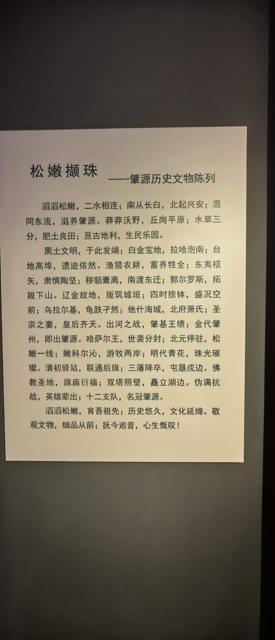 松嫩撷珠
----肇源历史文物陈列
滔滔松嫩，二水相连；南从长白，北起兴安；混
同东流，滋养肇源。莽莽沃野，丘岗平原；水草三
分，肥土良田；亘古地利，生民乐园。
黑土文明，于此发端；白金宝地，拉哈泡南；台
地高埠，遗迹依然。渔猎农耕，蓄养牲全；东夷楛
矢，肃慎陶坚；秽貊橐离，南渡东迁；郭尔罗斯，拓
跋下山。辽金故地，版筑城垣；四时捺钵，盛况空
前；乌拉尔基，龟趺孑然；他什海城，北府萧氏；圣
宗之妻，皇后齐天。出河之战，肇基王绩；金代肇
州，即出肇源。哈萨尔王，世袭分封；北元停驻，松
嫩一线；嫩科尔沁，游牧两岸；明代青花，珠光璀
璨。清初驿站，联通后旗；三藩降卒，屯垦戍边。佛
教圣地，旗庙衍福；双塔照壁，矗立湖边。伪满抗
战，英雄辈出；十二支队，名冠肇源。
滔滔松嫩，育吾祖先；历史悠久，文化延绵。敬
观文物，细品从前；抚今追昔，心生慨叹！